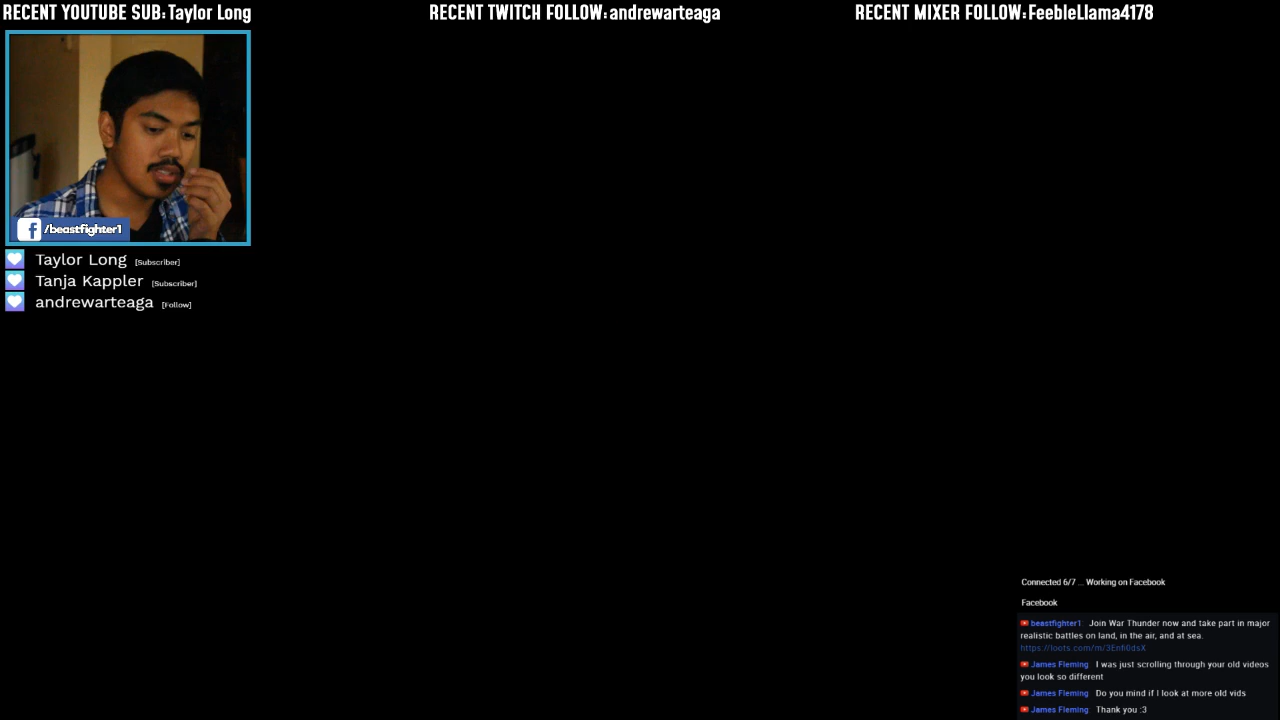 RECENT YOUTUBE SUB: Taylor Long
RECENT TWITCH FOLLOW: andrewarteaga
RECENT MIXER FOLLOW: FeebleLlama4178
f /beastfighter1
Taylor Long [Subscriber]
Tanja Kappler [Subscriber]
andrewarteaga [Follow]
Connected 6/7 ... Working on Facebook
Facebook
beastfighter1 Join War Thunder now and take part in major
realistic battles on land, in the air, and at sea.
https://loots.com/m/3Enfi0dsX
James Fleming I was just scrolling through your old videos
you look so different
James Fleming Do you mind if I look at more old vids
James Fleming Thank you :3